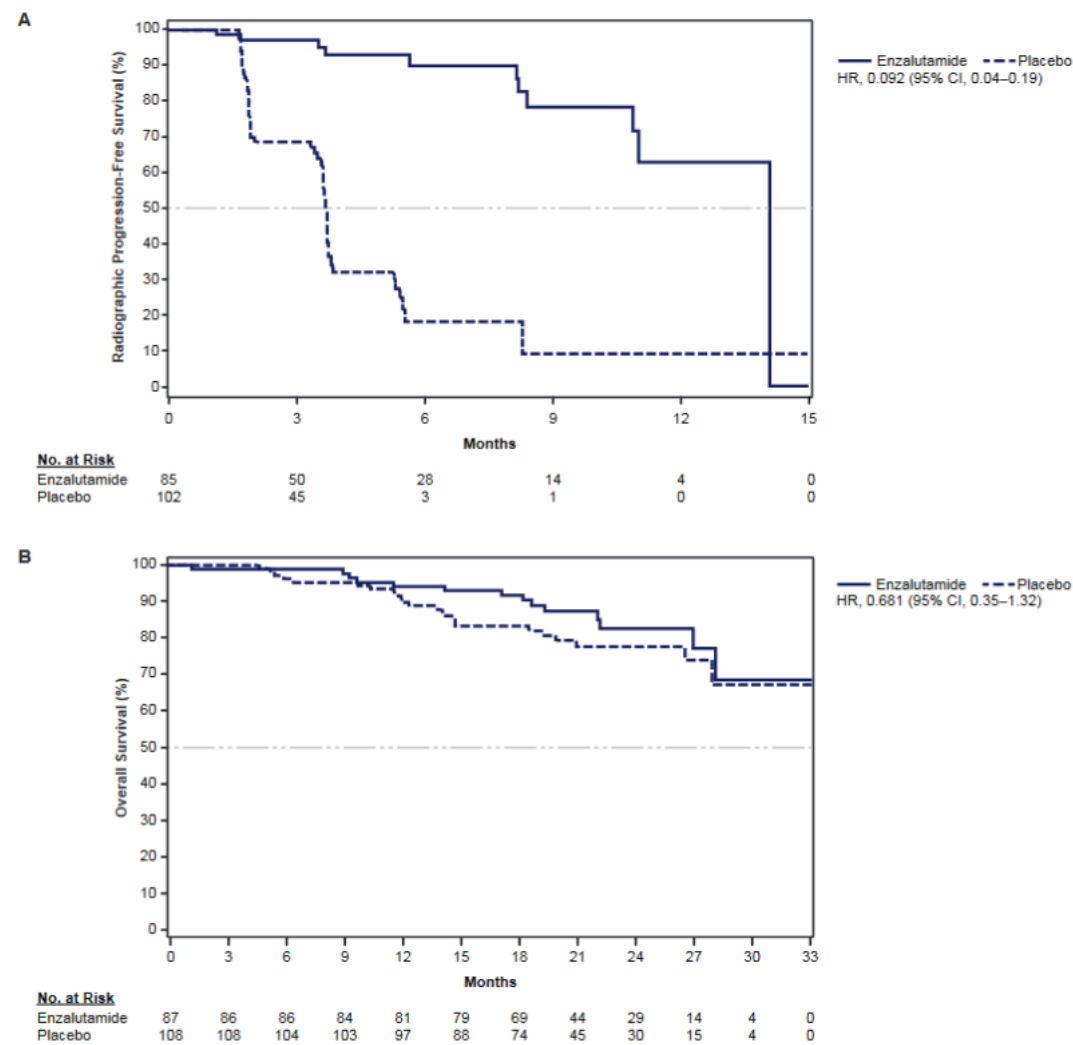 A
Radiographic Progression-Free Survival (%)
100
90
80
70
60
50
40
30
20
10
0
0 3 6 9 12 15
Months
Enzalutamide Placebo
HR, 0.092 (95% CI, 0.04–0.19)
No. at Risk
Enzalutamide 85 50 28 14 4 0
Placebo 102 45 3 1 0 0
B
Overall Survival (%)
100
90
80
70
60
50
40
30
20
10
0
0 3 6 9 12 15 18 21 24 27 30 33
Months
Enzalutamide Placebo
HR, 0.681 (95% CI, 0.35–1.32)
No. at Risk
Enzalutamide 87 86 86 84 81 79 69 44 29 14 4 0
Placebo 108 108 104 103 97 88 74 45 30 15 4 0